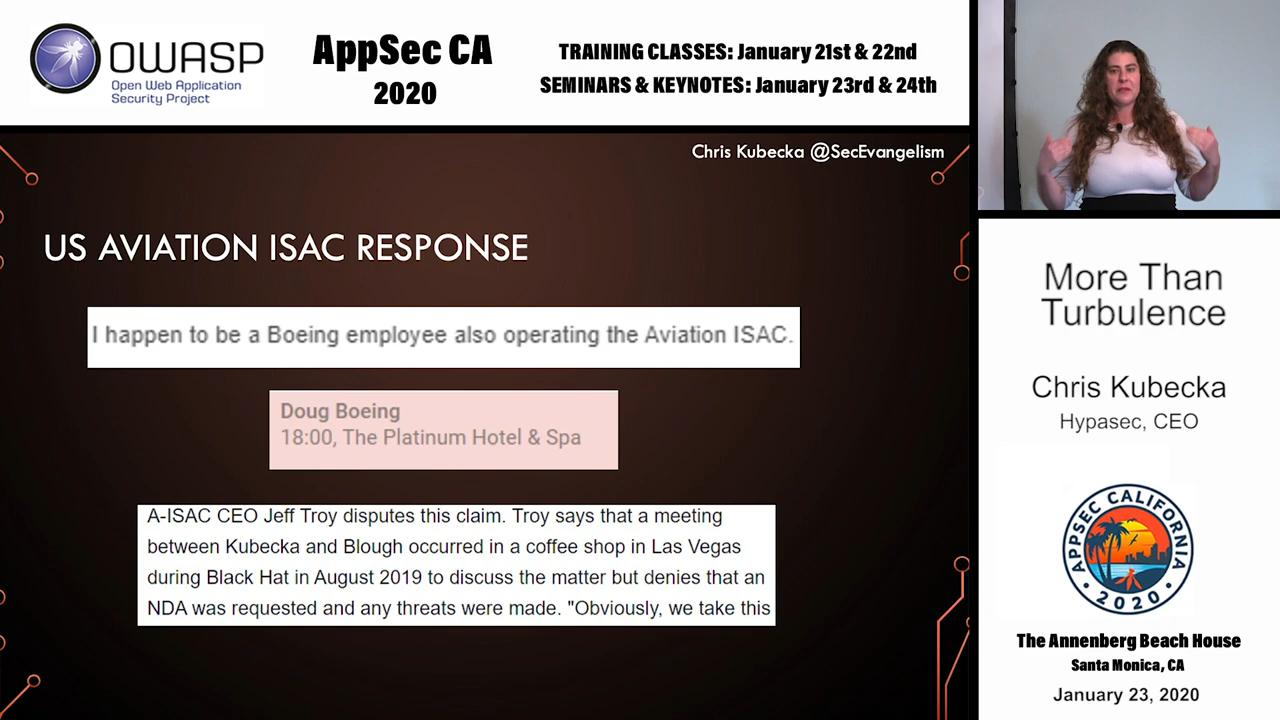 OWASP
Open Web Application
Security Project
AppSec CA
2020
TRAINING CLASSES: January 21st & 22nd
SEMINARS & KEYNOTES: January 23rd & 24th
Chris Kubecka @SecEvangelism
US AVIATION ISAC RESPONSE
I happen to be a Boeing employee also operating the Aviation ISAC.
Doug Boeing
18:00, The Platinum Hotel & Spa
A-ISAC CEO Jeff Troy disputes this claim. Troy says that a meeting
between Kubecka and Blough occurred in a coffee shop in Las Vegas
during Black Hat in August 2019 to discuss the matter but denies that an
NDA was requested and any threats were made. "Obviously, we take this
More Than
Turbulence
Chris Kubecka
Hypasec, CEO
APPSEC CALIFORNIA
• 2020 •
The Annenberg Beach House
Santa Monica, CA
January 23, 2020